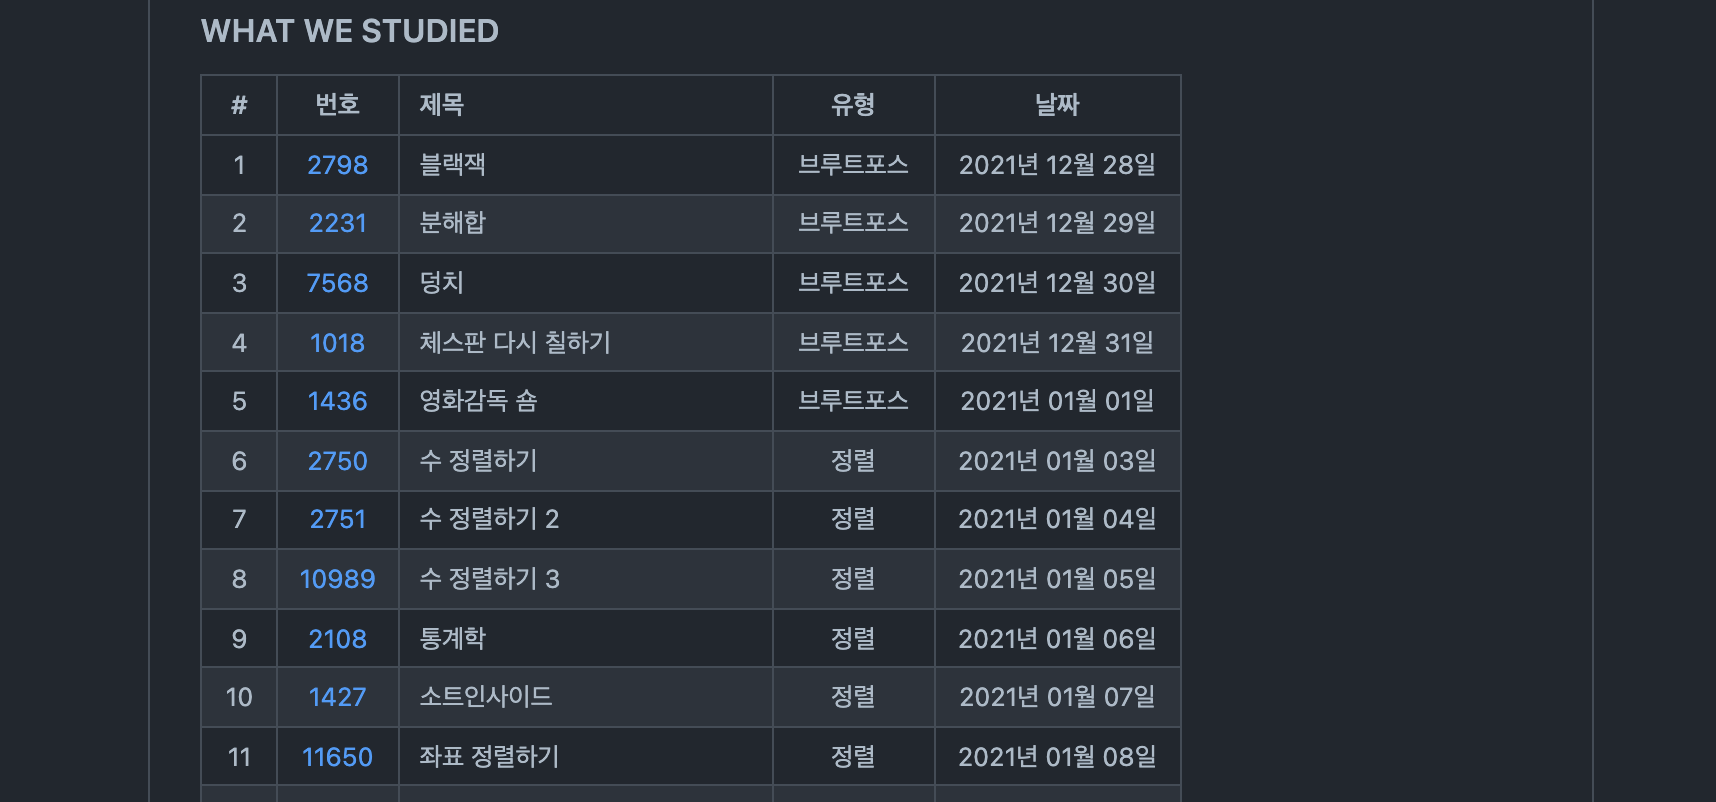 WHAT WE STUDIED
# 번호 제목 유형 날짜
1 2798 블랙잭 브루트포스 2021년 12월 28일
2 2231 분해합 브루트포스 2021년 12월 29일
3 7568 덩치 브루트포스 2021년 12월 30일
4 1018 체스판 다시 칠하기 브루트포스 2021년 12월 31일
5 1436 영화감독 숌 브루트포스 2021년 01월 01일
6 2750 수 정렬하기 정렬 2021년 01월 03일
7 2751 수 정렬하기 2 정렬 2021년 01월 04일
8 10989 수 정렬하기 3 정렬 2021년 01월 05일
9 2108 통계학 정렬 2021년 01월 06일
10 1427 소트인사이드 정렬 2021년 01월 07일
11 11650 좌표 정렬하기 정렬 2021년 01월 08일